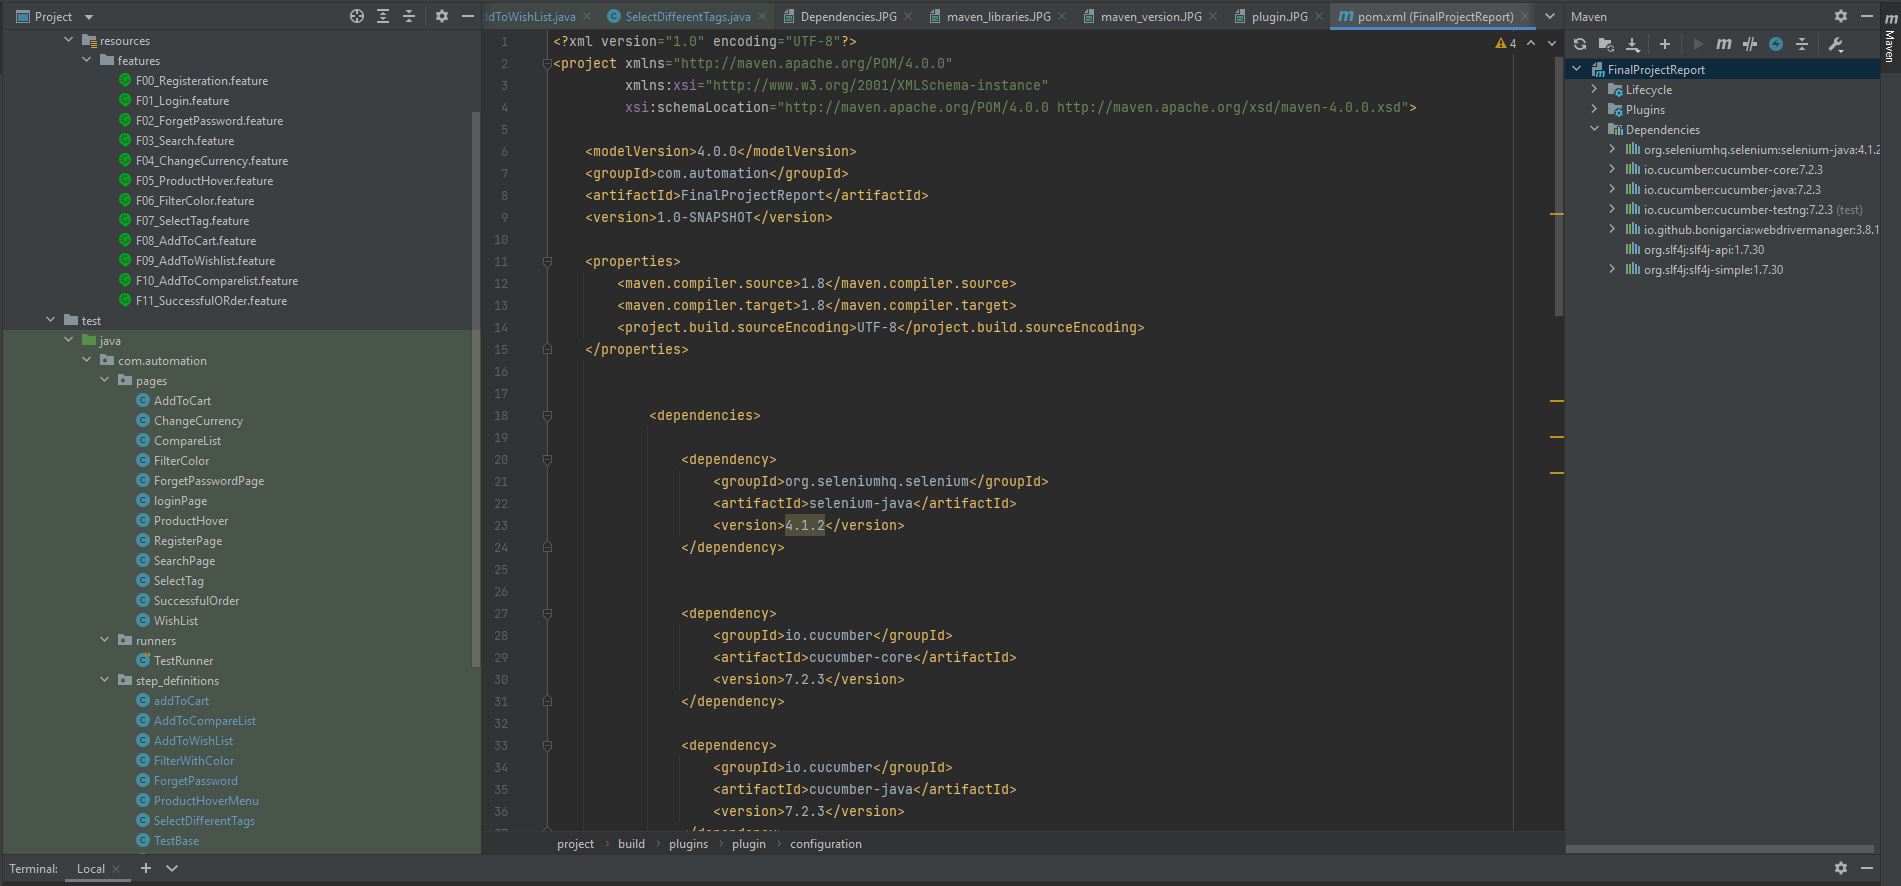 Project
dToWishList.java
SelectDifferentTags.java
Dependencies.JPG
maven_libraries.JPG
maven_version.JPG
plugin.JPG
pom.xml (FinalProjectReport)
Maven
resources
features
F00_Registeration.feature
F01_Login.feature
F02_ForgetPassword.feature
F03_Search.feature
F04_ChangeCurrency.feature
F05_ProductHover.feature
F06_FilterColor.feature
F07_SelectTag.feature
F08_AddToCart.feature
F09_AddToWishlist.feature
F10_AddToComparelist.feature
F11_SuccessfulORder.feature
test
java
com.automation
pages
AddToCart
ChangeCurrency
CompareList
FilterColor
ForgetPasswordPage
loginPage
ProductHover
RegisterPage
SearchPage
SelectTag
SuccessfulOrder
WishList
runners
TestRunner
step_definitions
addToCart
AddToCompareList
AddToWishList
FilterWithColor
ForgetPassword
ProductHoverMenu
SelectDifferentTags
TestBase
4
1 <?xml version="1.0" encoding="UTF-8"?>
2 <project xmlns="http://maven.apache.org/POM/4.0.0"
3 xmlns:xsi="http://www.w3.org/2001/XMLSchema-instance"
4 xsi:schemaLocation="http://maven.apache.org/POM/4.0.0 http://maven.apache.org/xsd/maven-4.0.0.xsd">
5
6 <modelVersion>4.0.0</modelVersion>
7 <groupId>com.automation</groupId>
8 <artifactId>FinalProjectReport</artifactId>
9 <version>1.0-SNAPSHOT</version>
10
11 <properties>
12 <maven.compiler.source>1.8</maven.compiler.source>
13 <maven.compiler.target>1.8</maven.compiler.target>
14 <project.build.sourceEncoding>UTF-8</project.build.sourceEncoding>
15 </properties>
16
17
18 <dependencies>
19
20 <dependency>
21 <groupId>org.seleniumhq.selenium</groupId>
22 <artifactId>selenium-java</artifactId>
23 <version>4.1.2</version>
24 </dependency>
25
26
27 <dependency>
28 <groupId>io.cucumber</groupId>
29 <artifactId>cucumber-core</artifactId>
30 <version>7.2.3</version>
31 </dependency>
32
33 <dependency>
34 <groupId>io.cucumber</groupId>
35 <artifactId>cucumber-java</artifactId>
36 <version>7.2.3</version>
</dependency>
project › build › plugins › plugin › configuration
FinalProjectReport
Lifecycle
Plugins
Dependencies
org.seleniumhq.selenium:selenium-java:4.1.2
io.cucumber:cucumber-core:7.2.3
io.cucumber:cucumber-java:7.2.3
io.cucumber:cucumber-testng:7.2.3 (test)
io.github.bonigarcia:webdrivermanager:3.8.1
org.slf4j:slf4j-api:1.7.30
org.slf4j:slf4j-simple:1.7.30
Maven
Terminal: Local